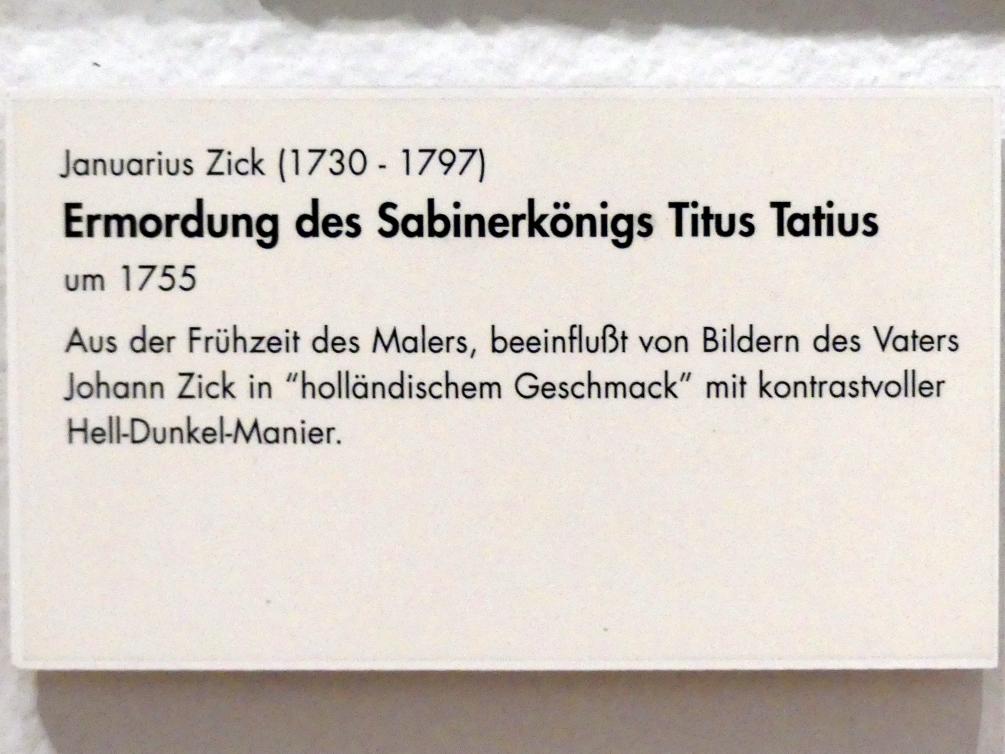 Januarius Zick (1730 - 1797)
Ermordung des Sabinerkönigs Titus Tatius
um 1755
Aus der Frühzeit des Malers, beeinflußt von Bildern des Vaters
Johann Zick in “holländischem Geschmack” mit kontrastvoller
Hell-Dunkel-Manier.